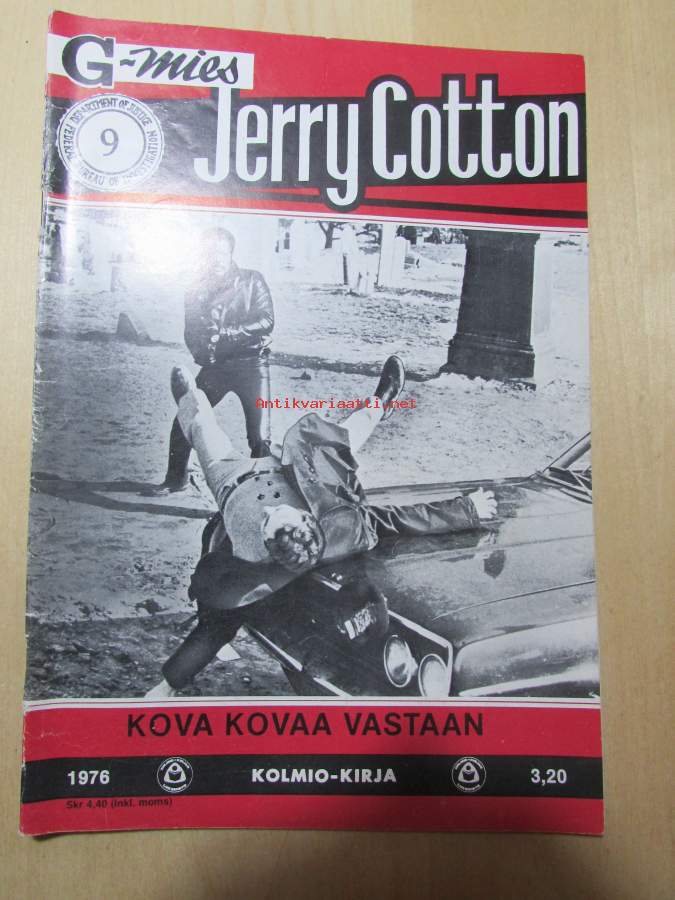 G-mies
Jerry Cotton
DEPARTMENT OF JUSTICE
FEDERAL BUREAU OF INVESTIGATION
9
Antikvariaatti.net
KOVA KOVAA VASTAAN
1976 KOLMIO-KIRJA 3,20
Skr 4,40 (Inkl. moms)